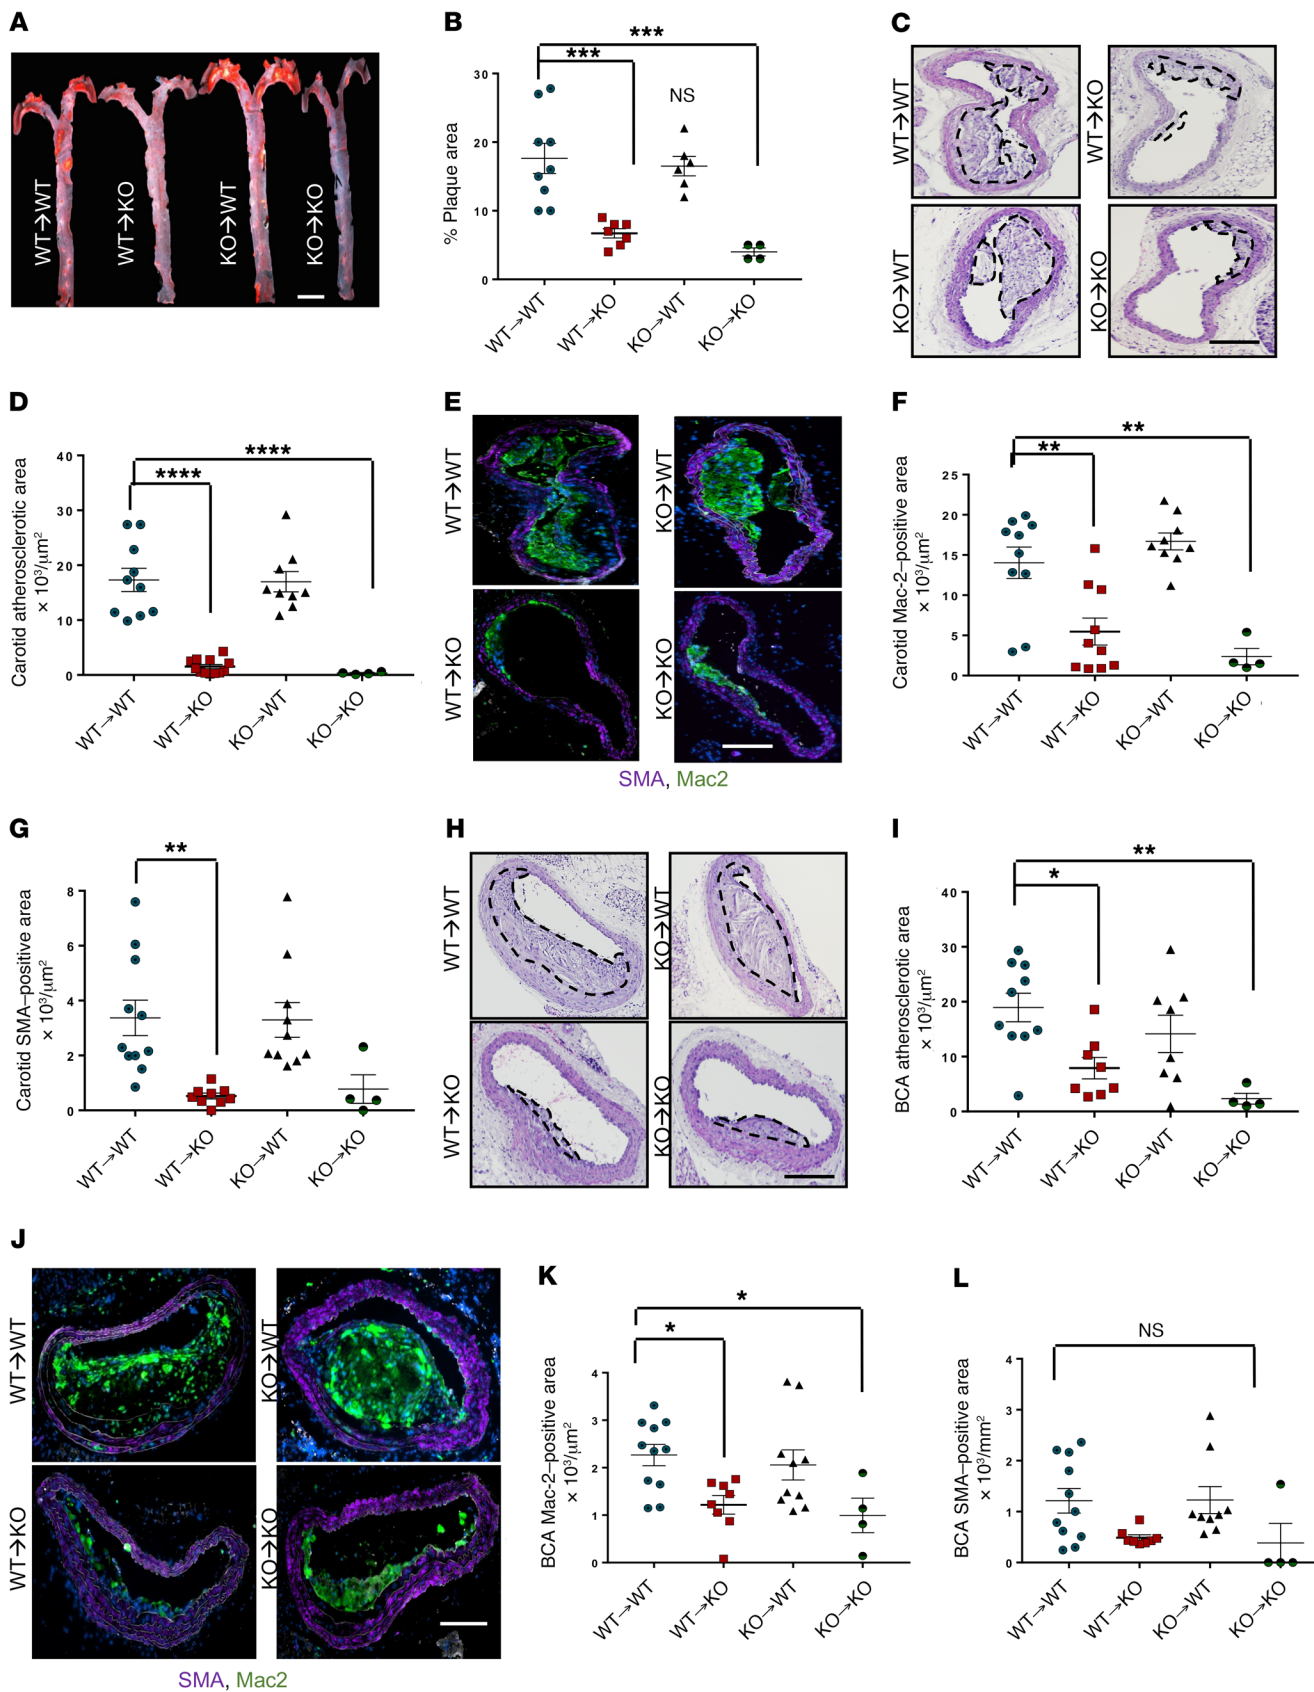 A
WT→WT
WT→KO
KO→WT
KO→KO
B
***
***
NS
% Plaque area
30
20
10
0
WT→WT
WT→KO
KO→WT
KO→KO
C
WT→WT
WT→KO
KO→WT
KO→KO
D
****
****
Carotid atherosclerotic area
× 10³/μm²
40
30
20
10
0
WT→WT
WT→KO
KO→WT
KO→KO
E
WT→WT
KO→WT
WT→KO
KO→KO
SMA, Mac2
F
**
**
Carotid Mac-2–positive area
× 10³/μm²
25
20
15
10
5
0
WT→WT
WT→KO
KO→WT
KO→KO
G
**
Carotid SMA–positive area
× 10³/μm²
8
6
4
2
0
WT→WT
WT→KO
KO→WT
KO→KO
H
WT→WT
KO→WT
WT→KO
KO→KO
I
**
*
BCA atherosclerotic area
× 10³/μm²
40
30
20
10
0
WT→WT
WT→KO
KO→WT
KO→KO
J
WT→WT
KO→WT
WT→KO
KO→KO
SMA, Mac2
K
*
*
BCA Mac-2–positive area
× 10³/μm²
4
3
2
1
0
WT→WT
WT→KO
KO→WT
KO→KO
L
NS
BCA SMA–positive area
× 10³/mm²
4
3
2
1
0
WT→WT
WT→KO
KO→WT
KO→KO